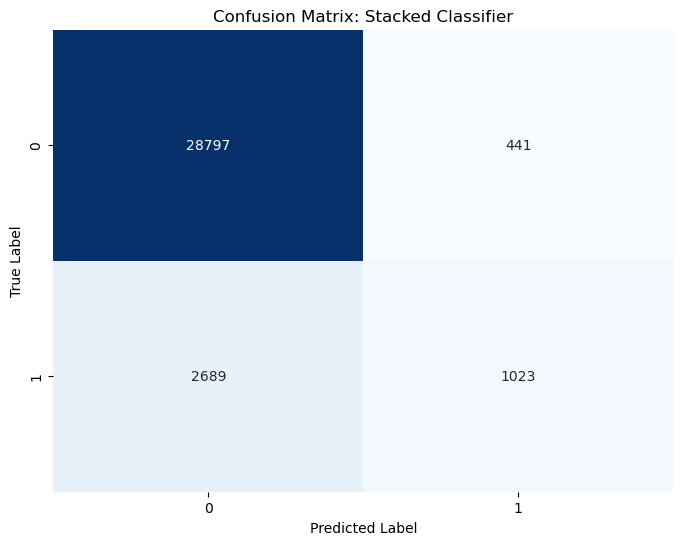 Confusion Matrix: Stacked Classifier
True Label
0
28797
441
1
2689
1023
0
1
Predicted Label